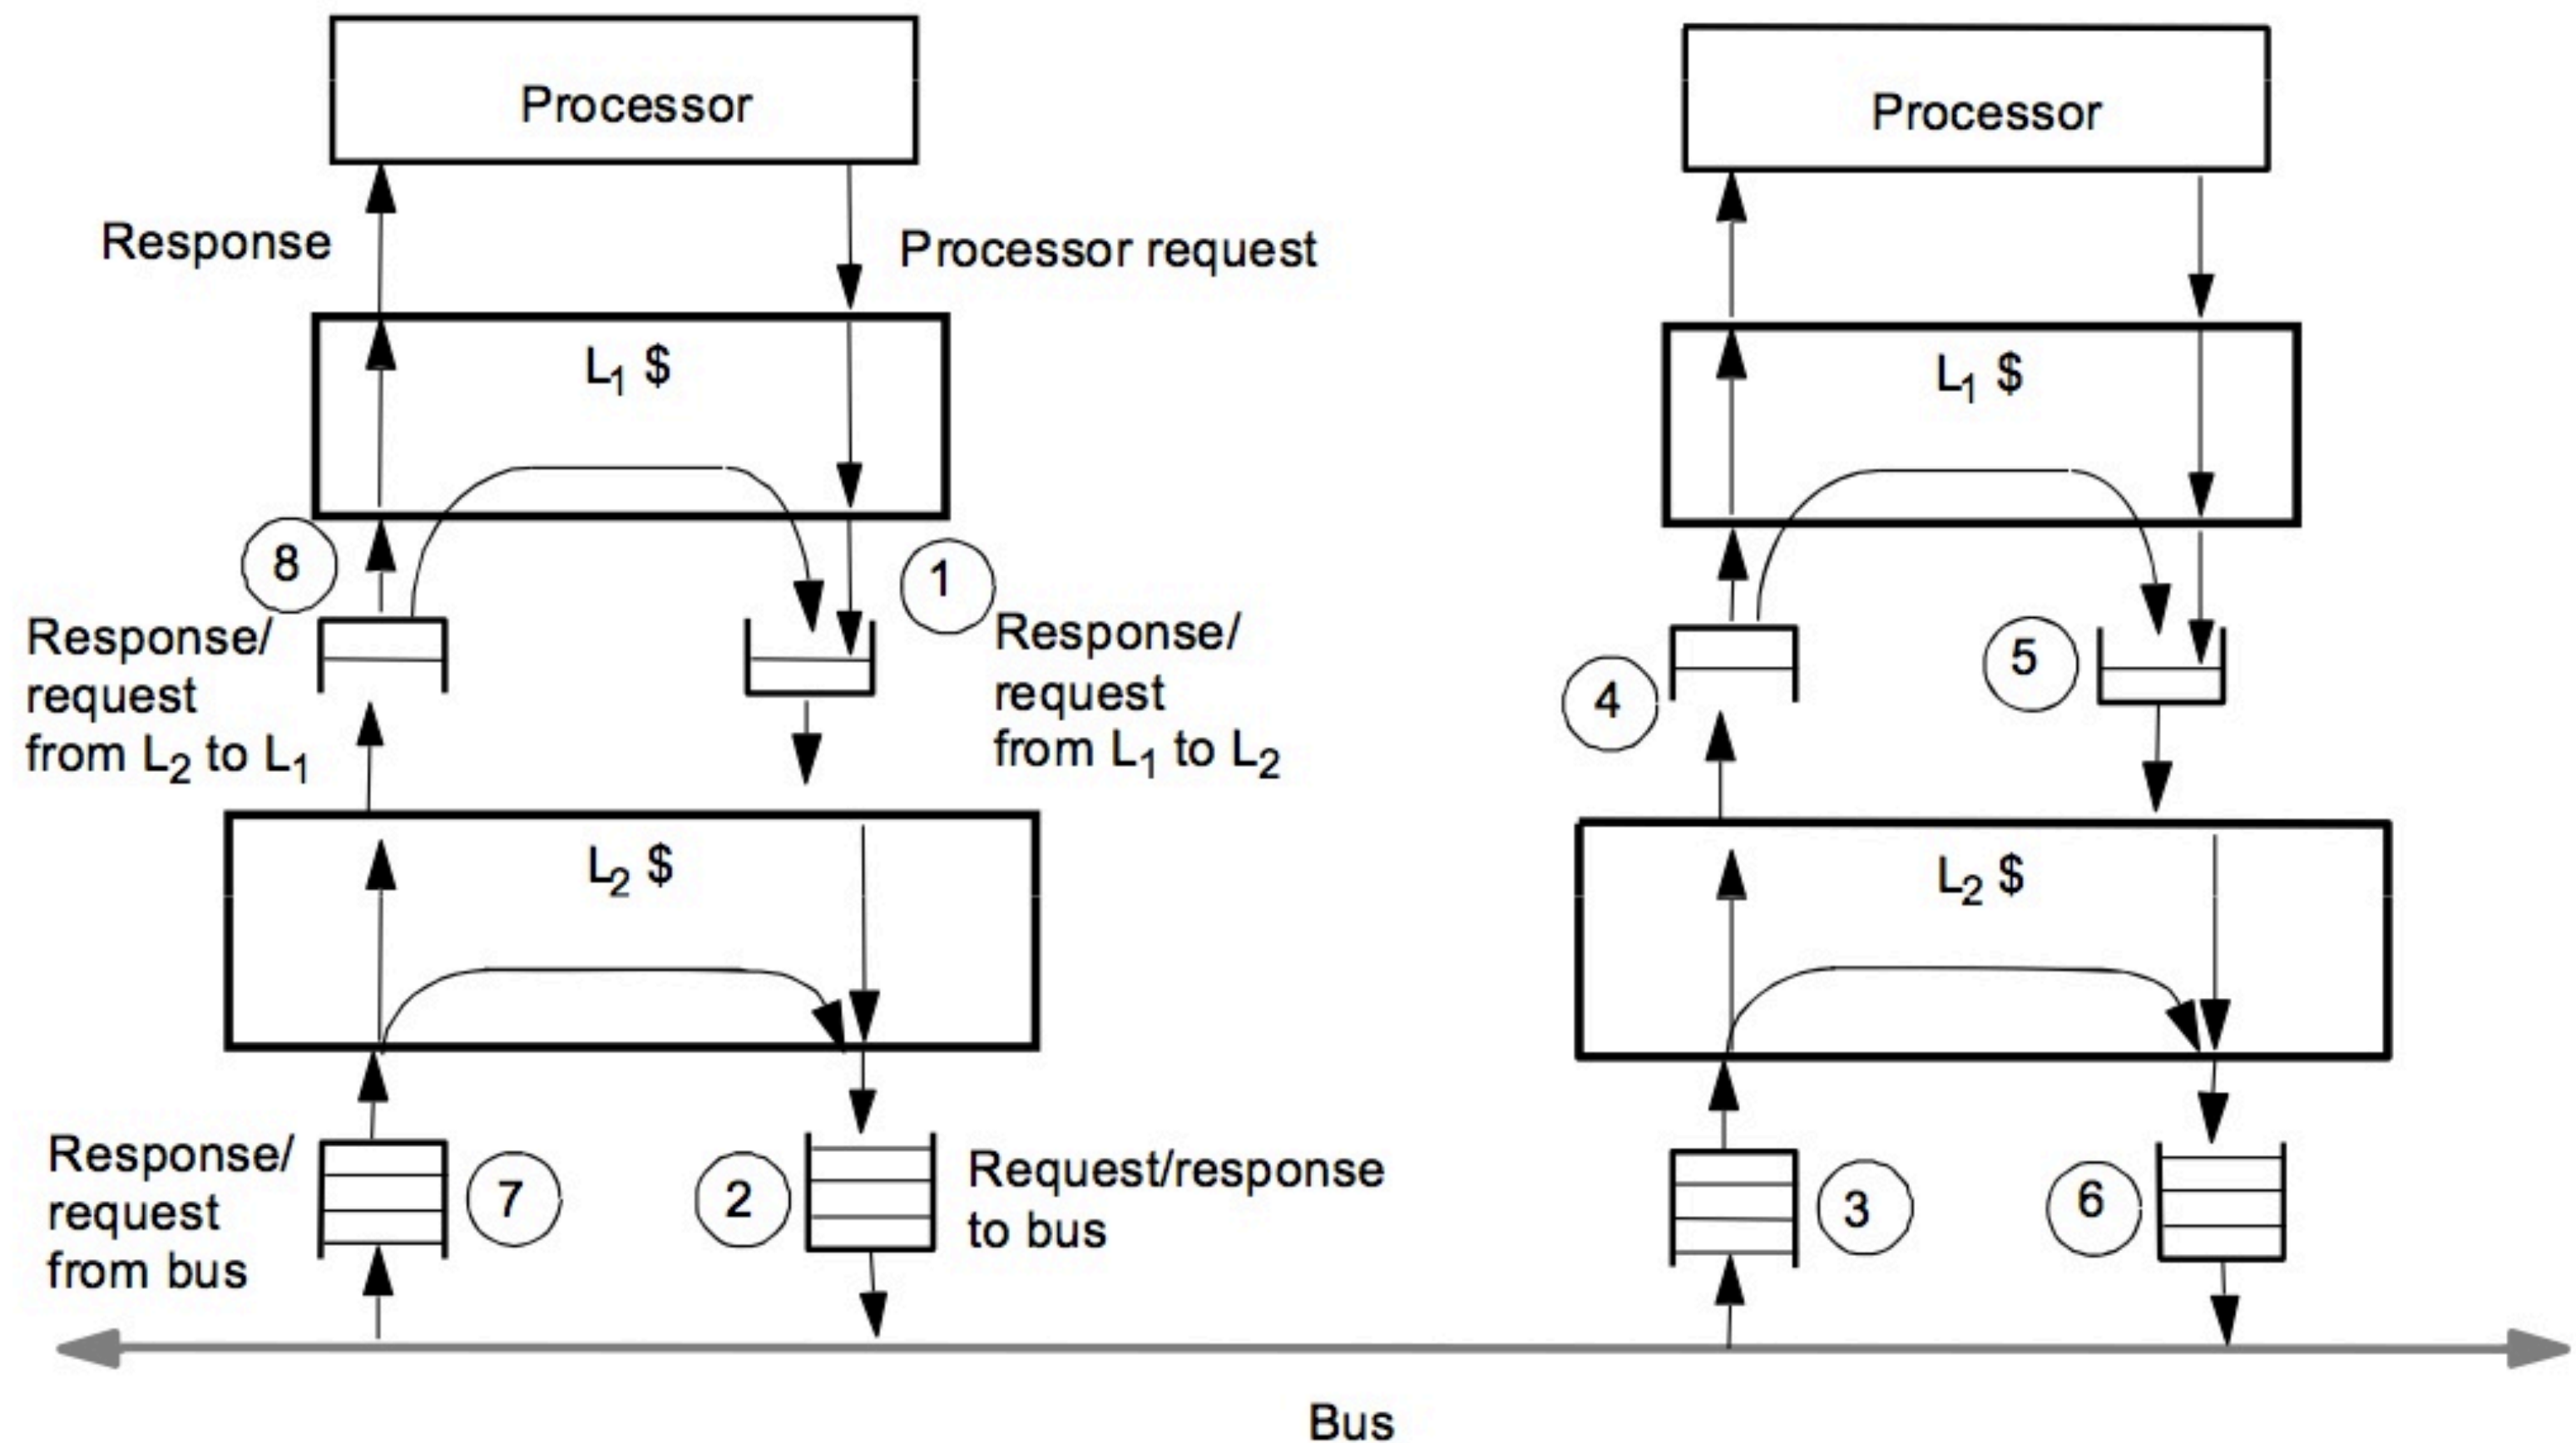 Processor
Processor
Response
Processor request
L1 $
L1 $
8
1
Response/
request
from L2 to L1
Response/
request
from L1 to L2
4
5
L2 $
L2 $
Response/
request
from bus
7
2
Request/response
to bus
3
6
Bus